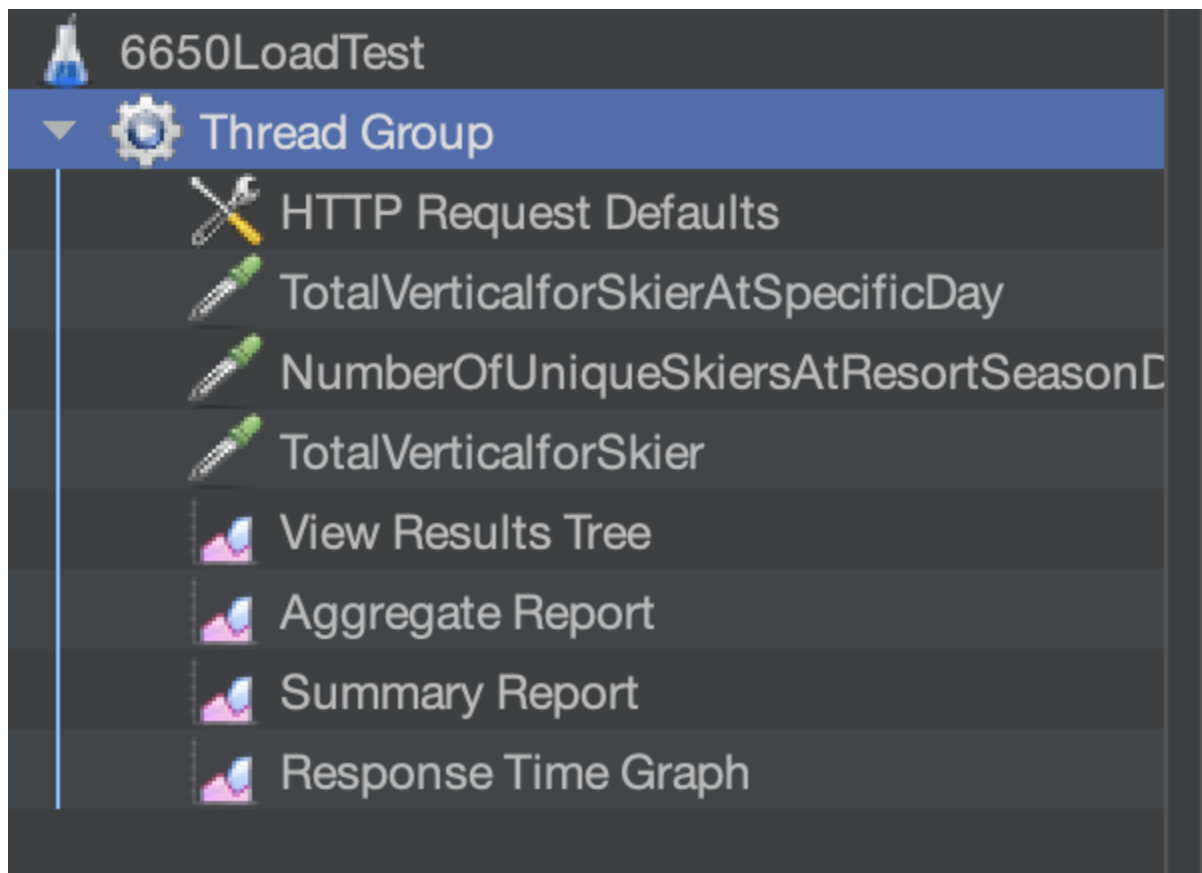 6650LoadTest
Thread Group
HTTP Request Defaults
TotalVerticalforSkierAtSpecificDay
NumberOfUniqueSkiersAtResortSeasonD
TotalVerticalforSkier
View Results Tree
Aggregate Report
Summary Report
Response Time Graph